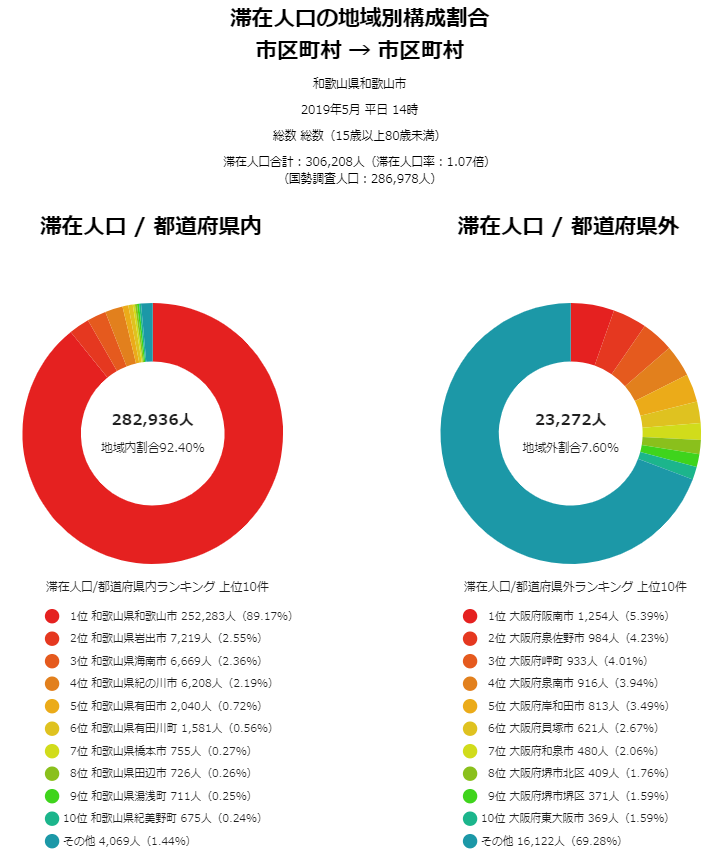 滞在人口の地域別構成割合
市区町村 → 市区町村
和歌山県和歌山市
2019年5月 平日 14時
総数 総数（15歳以上80歳未満）
滞在人口合計：306,208人（滞在人口率：1.07倍）
（国勢調査人口：286,978人）
滞在人口 / 都道府県内
282,936人
地域内割合92.40%
滞在人口/都道府県内ランキング 上位10件
1位 和歌山県和歌山市 252,283人（89.17%）
2位 和歌山県岩出市 7,219人（2.55%）
3位 和歌山県海南市 6,669人（2.36%）
4位 和歌山県紀の川市 6,208人（2.19%）
5位 和歌山県有田市 2,040人（0.72%）
6位 和歌山県有田川町 1,581人（0.56%）
7位 和歌山県橋本市 755人（0.27%）
8位 和歌山県田辺市 726人（0.26%）
9位 和歌山県湯浅町 711人（0.25%）
10位 和歌山県紀美野町 675人（0.24%）
その他 4,069人（1.44%）
滞在人口 / 都道府県外
23,272人
地域外割合7.60%
滞在人口/都道府県外ランキング 上位10件
1位 大阪府阪南市 1,254人（5.39%）
2位 大阪府泉佐野市 984人（4.23%）
3位 大阪府岬町 933人（4.01%）
4位 大阪府泉南市 916人（3.94%）
5位 大阪府岸和田市 813人（3.49%）
6位 大阪府貝塚市 621人（2.67%）
7位 大阪府和泉市 480人（2.06%）
8位 大阪府堺市北区 409人（1.76%）
9位 大阪府堺市堺区 371人（1.59%）
10位 大阪府東大阪市 369人（1.59%）
その他 16,122人（69.28%）